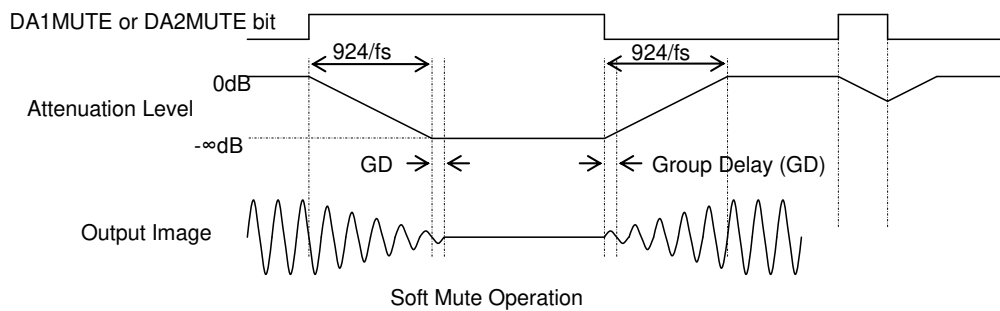 DA1MUTE or DA2MUTE bit
924/fs
924/fs
0dB
Attenuation Level
-∞dB
GD
Group Delay (GD)
Output Image
Soft Mute Operation